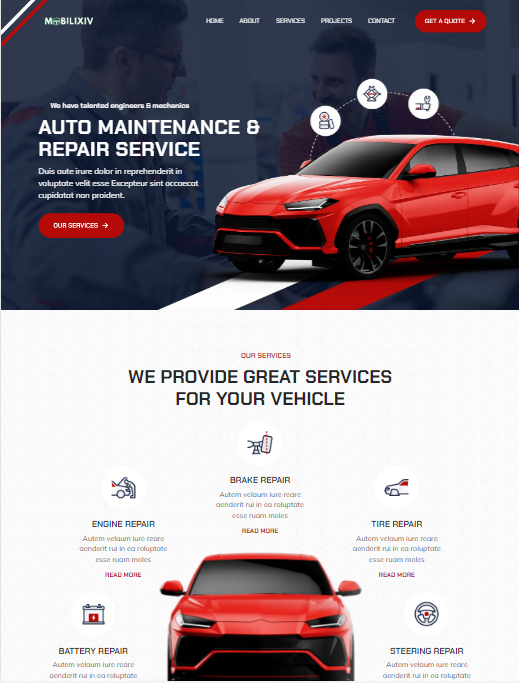 MOBILIXIV
HOME ABOUT SERVICES PROJECTS CONTACT GET A QUOTE
We have talented engineers & mechanics
AUTO MAINTENANCE &
REPAIR SERVICE
Duis aute irure dolor in reprehenderit in
voluptate velit esse Excepteur sint occaecat
cupidatat non proident.
OUR SERVICES
OUR SERVICES
WE PROVIDE GREAT SERVICES
FOR YOUR VEHICLE
BRAKE REPAIR
Autem velaum iure reare
aenderit rui in ea roluptate
esse ruam moles
READ MORE
ENGINE REPAIR
Autem velaum iure reare
aenderit rui in ea roluptate
esse ruam moles
READ MORE
TIRE REPAIR
Autem velaum iure reare
aenderit rui in ea roluptate
esse ruam moles
READ MORE
BATTERY REPAIR
Autem velaum iure reare
aenderit rui in ea roluptate
STEERING REPAIR
Autem velaum iure reare
aenderit rui in ea roluptate